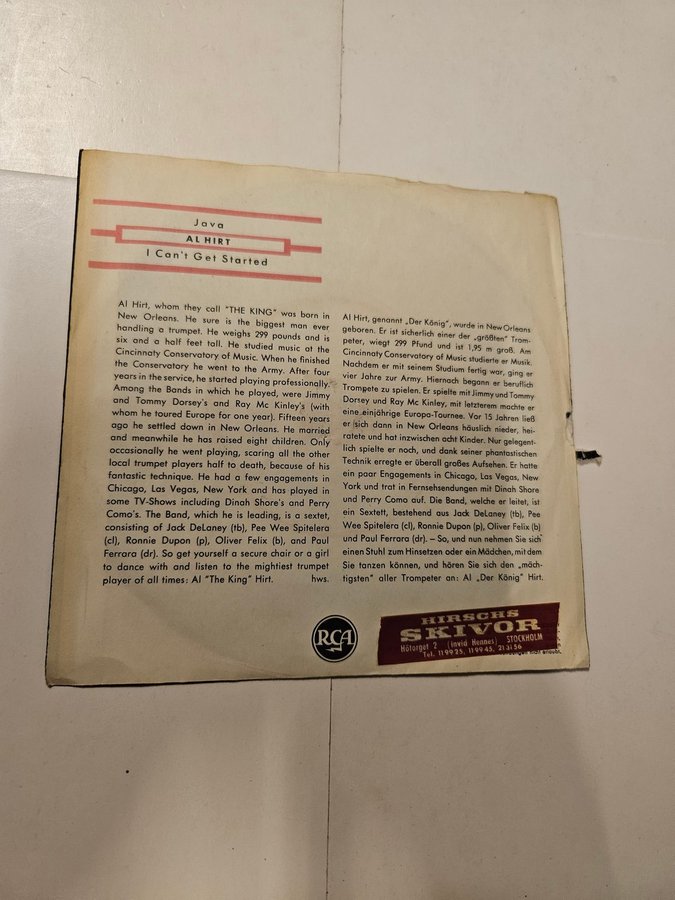 Java
AL HIRT
I Can't Get Started
Al Hirt, whom they call "THE KING" was born in
New Orleans. He sure is the biggest man ever
handling a trumpet. He weighs 299 pounds and is
six and a half feet tall. He studied music at the
Cincinnaty Conservatory of Music. When he finished
the Conservatory he went to the Army. After four
years in the service, he started playing professionally.
Among the Bands in which he played, were Jimmy
and Tommy Dorsey's and Ray Mc Kinley's (with
whom he toured Europe for one year). Fifteen years
ago he settled down in New Orleans. He married
and meanwhile he has raised eight children. Only
occasionally he went playing, scaring all the other
local trumpet players half to death, because of his
fantastic technique. He had a few engagements in
Chicago, Las Vegas, New York and has played in
some TV-Shows including Dinah Shore's and Perry
Como's. The Band, which he is leading, is a sextet,
consisting of Jack DeLaney (tb), Pee Wee Spitelera
(cl), Ronnie Dupon (p), Oliver Felix (b), and Paul
Ferrara (dr). So get yourself a secure chair or a girl
to dance with and listen to the mightiest trumpet
player of all times: Al "The King" Hirt. hws.
Al Hirt, genannt „Der König", wurde in New Orleans
geboren. Er ist sicherlich einer der „größten" Trom-
peter, wiegt 299 Pfund und ist 1,95 m groß. Am
Cincinnaty Conservatory of Music studierte er Musik.
Nachdem er mit seinem Studium fertig war, ging er
vier Jahre zur Army. Hiernach begann er beruflich
Trompete zu spielen. Er spielte mit Jimmy und Tommy
Dorsey und Ray Mc Kinley, mit letzterem machte er
eine einjährige Europa-Tournee. Vor 15 Jahren ließ
er sich dann in New Orleans häuslich nieder, hei-
ratete und hat inzwischen acht Kinder. Nur gelegent-
lich spielte er noch, und dank seiner phantastischen
Technik erregte er überall großes Aufsehen. Er hatte
ein paar Engagements in Chicago, Las Vegas, New
York und trat in Fernsehsendungen mit Dinah Shore
und Perry Como auf. Die Band, welche er leitet, ist
ein Sextett, bestehend aus Jack DeLaney (tb), Pee
Wee Spitelera (cl), Ronnie Dupon (p), Oliver Felix (b)
und Paul Ferrara (dr). – So, und nun nehmen Sie sich
einen Stuhl zum Hinsetzen oder ein Mädchen, mit dem
Sie tanzen können, und hören Sie sich den „mäch-
tigsten" aller Trompeter an: Al „Der König" Hirt.
RCA
HIRSCHS
SKIVOR
Hötorget 2 (invid Hennes) STOCKHOLM
Tel. 11 99 25, 11 99 45, 21 31 56
nicht erlaubt.